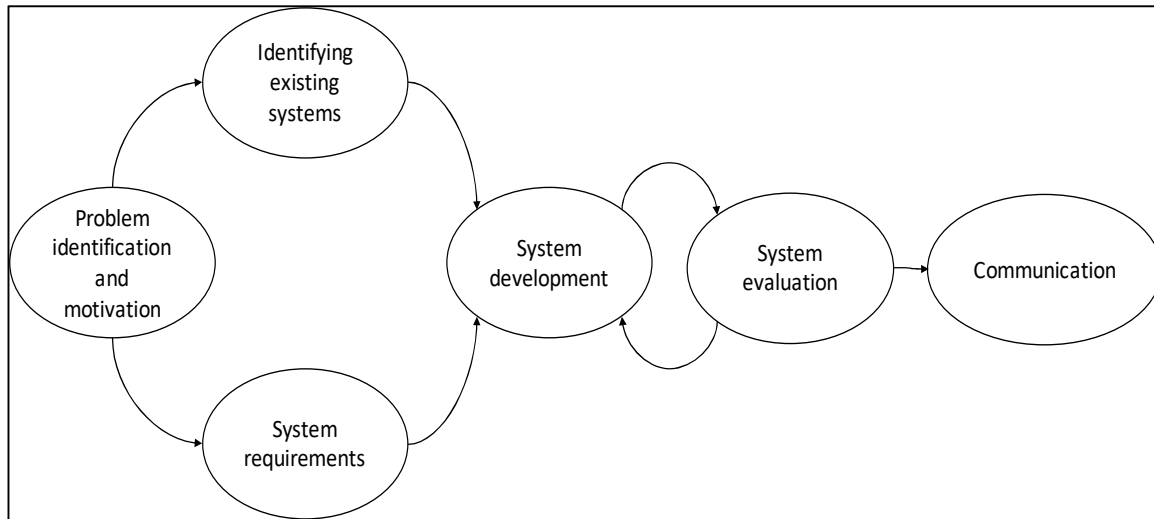 Identifying
existing
systems
Problem
identification
and
motivation
System
development
System
evaluation
Communication
System
requirements